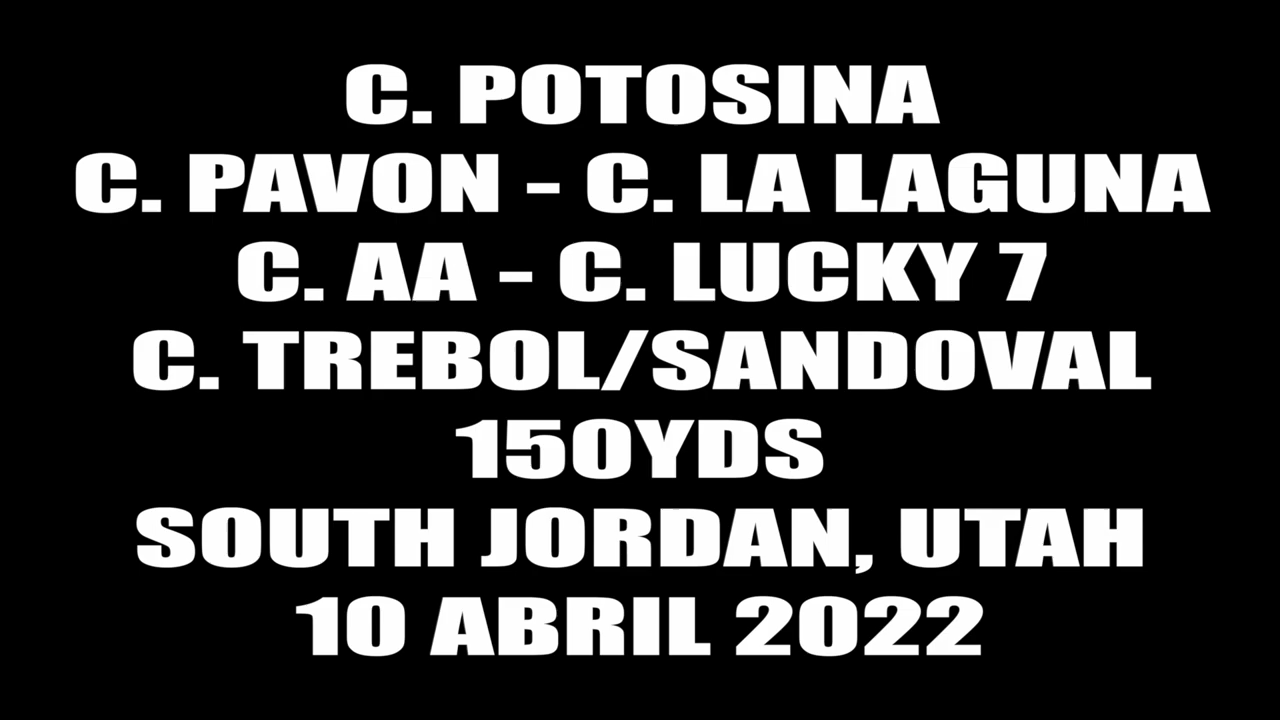 C. POTOSINA
C. PAVON - C. LA LAGUNA
C. AA - C. LUCKY 7
C. TREBOL/SANDOVAL
150YDS
SOUTH JORDAN, UTAH
10 ABRIL 2022